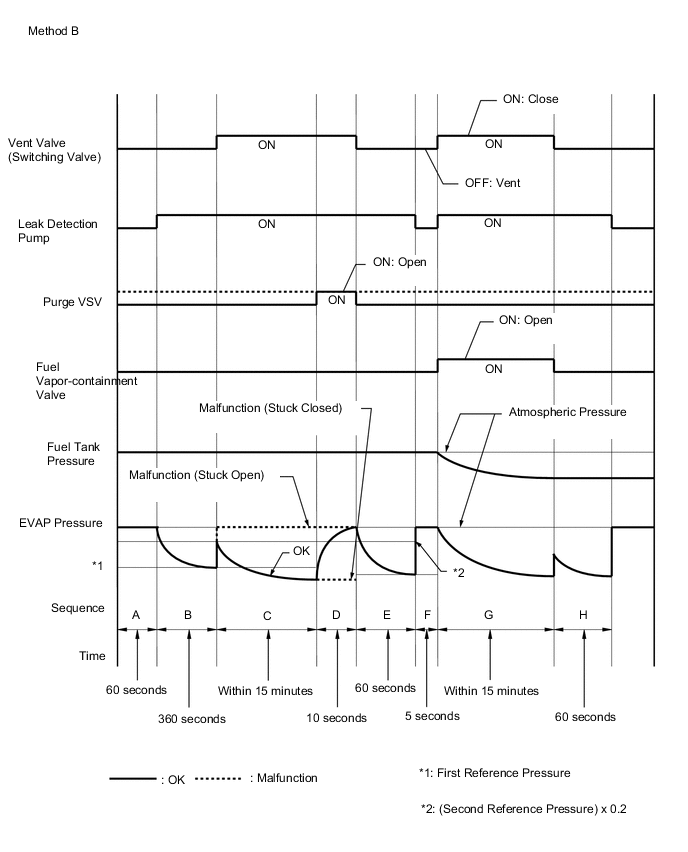 Method B
ON: Close
Vent Valve
(Switching Valve)
ON
ON
OFF: Vent
Leak Detection
Pump
ON
ON
ON: Open
Purge VSV
ON
ON: Open
Fuel
Vapor-containment
Valve
ON
Malfunction (Stuck Closed)
Atmospheric Pressure
Fuel Tank
Pressure
Malfunction (Stuck Open)
EVAP Pressure
OK
*1
*2
Sequence
A B C D E F G H
Time
60 seconds
360 seconds
Within 15 minutes
10 seconds
60 seconds
5 seconds
Within 15 minutes
60 seconds
: OK
: Malfunction
*1: First Reference Pressure
*2: (Second Reference Pressure) x 0.2